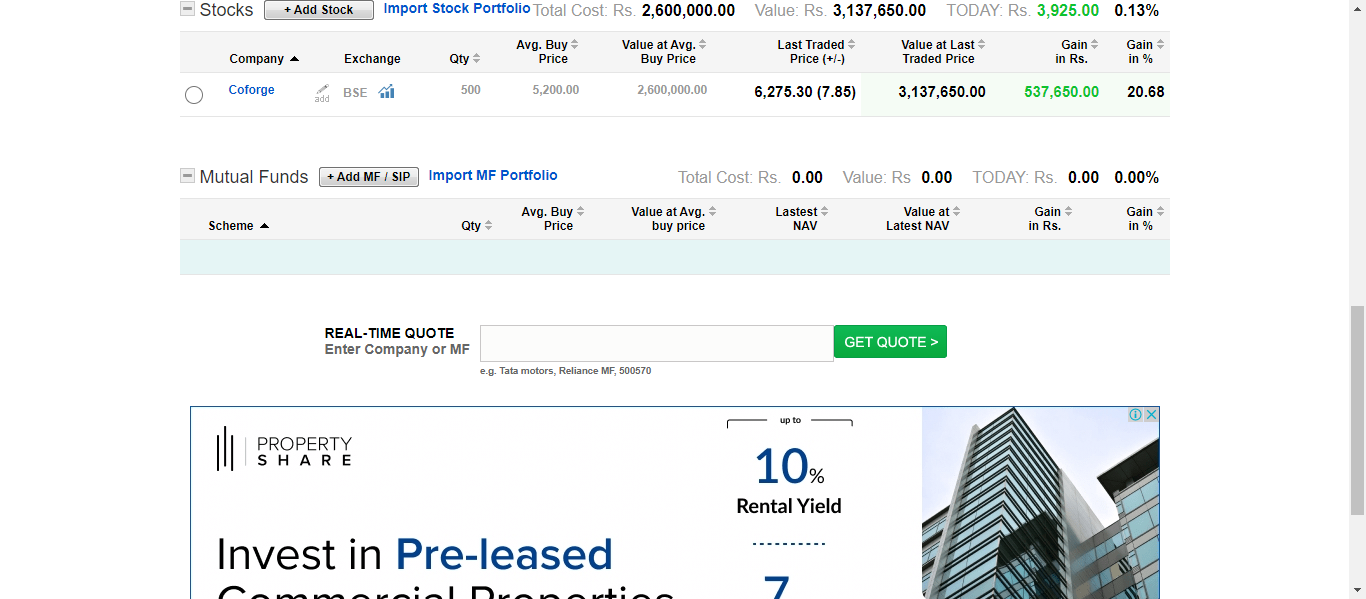 Stocks + Add Stock Import Stock Portfolio Total Cost: Rs. 2,600,000.00 Value: Rs. 3,137,650.00 TODAY: Rs. 3,925.00 0.13%
Avg. Buy Value at Avg. Last Traded Value at Last Gain Gain
Company Exchange Qty Price Buy Price Price (+/-) Traded Price in Rs. in %
Coforge add BSE 500 5,200.00 2,600,000.00 6,275.30 (7.85) 3,137,650.00 537,650.00 20.68
Mutual Funds + Add MF / SIP Import MF Portfolio Total Cost: Rs. 0.00 Value: Rs 0.00 TODAY: Rs. 0.00 0.00%
Avg. Buy Value at Avg. Lastest Value at Gain Gain
Scheme Qty Price buy price NAV Latest NAV in Rs. in %
REAL-TIME QUOTE
Enter Company or MF
GET QUOTE >
e.g. Tata motors, Reliance MF, 500570
PROPERTY
SHARE
up to
10%
Rental Yield
Invest in Pre-leased
Commercial Properties
7